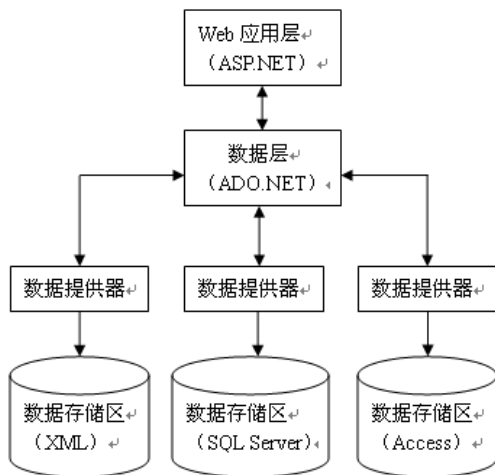 Web 应用层
（ASP.NET）
数据层
（ADO.NET）
数据提供器
数据提供器
数据提供器
数据存储区
（XML）
数据存储区
（SQL Server）
数据存储区
（Access）